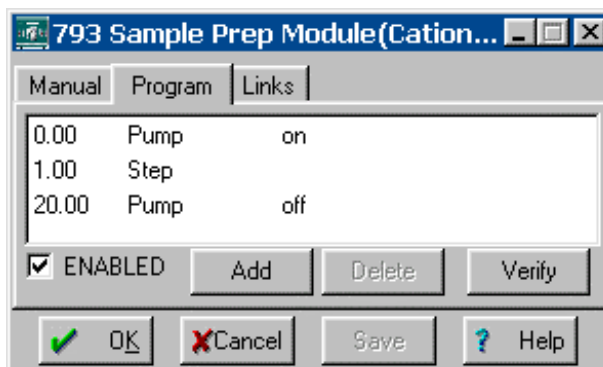 793 Sample Prep Module(Cation...
Manual Program Links
0.00 Pump on
1.00 Step
20.00 Pump off
ENABLED Add Delete Verify
OK Cancel Save Help